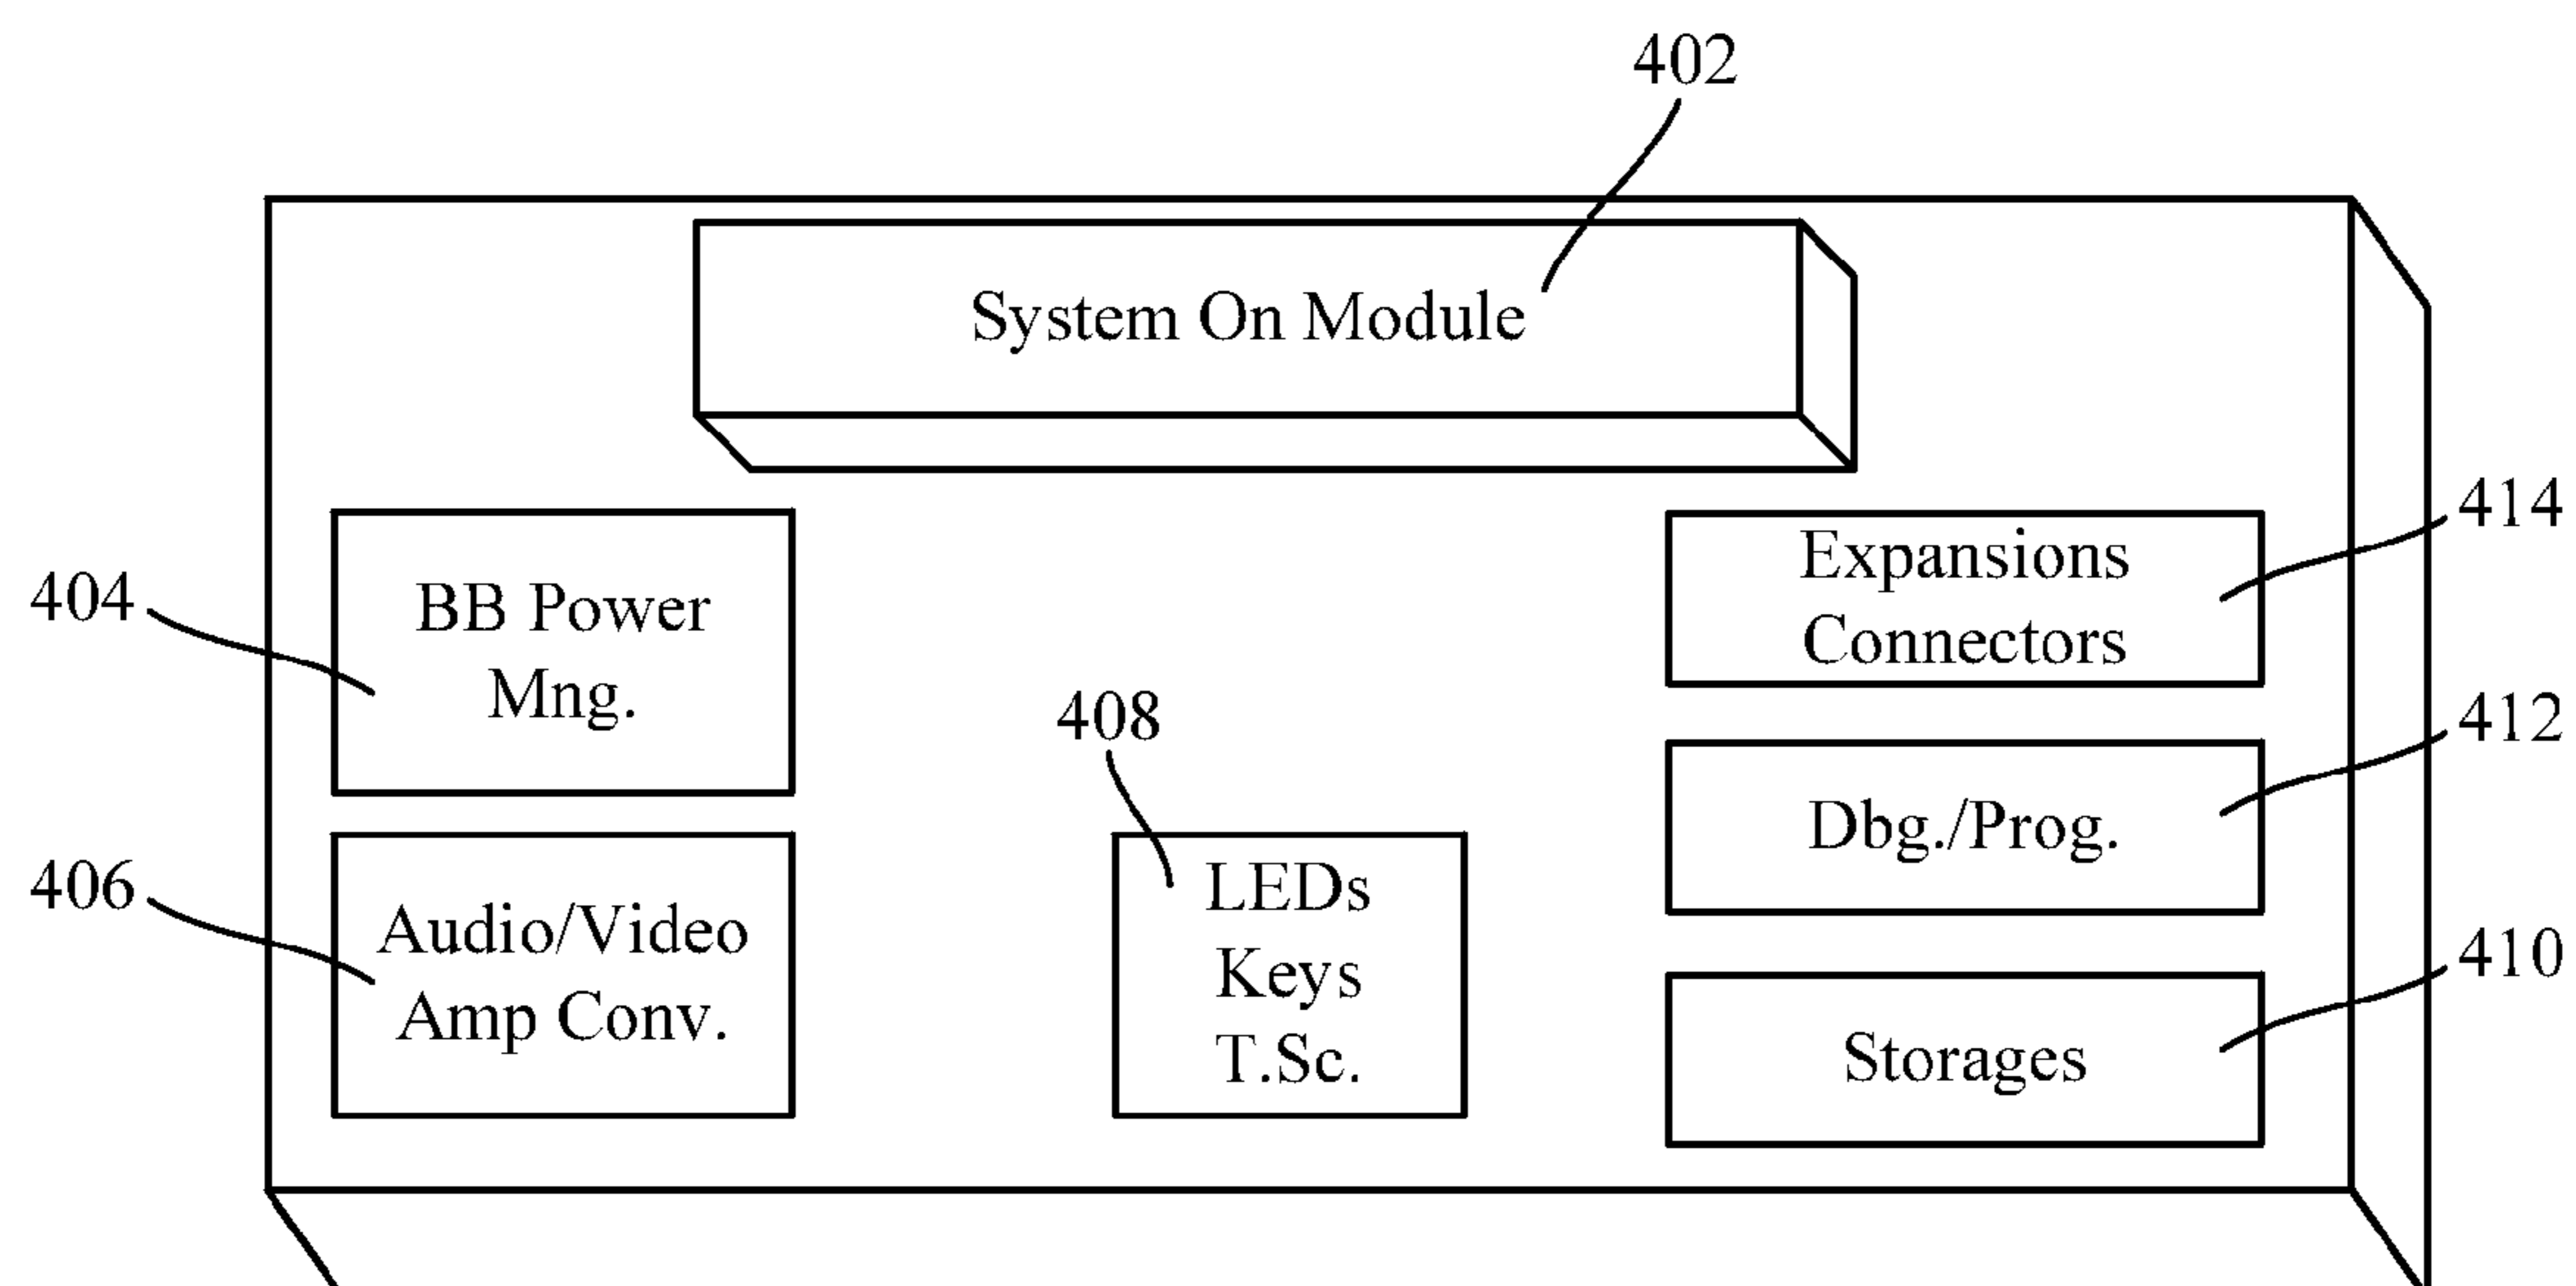 402
System On Module
414
Expansions
Connectors
404
BB Power
Mng.
408
412
Dbg./Prog.
406
Audio/Video
Amp Conv.
LEDs
Keys
T.Sc.
410
Storages